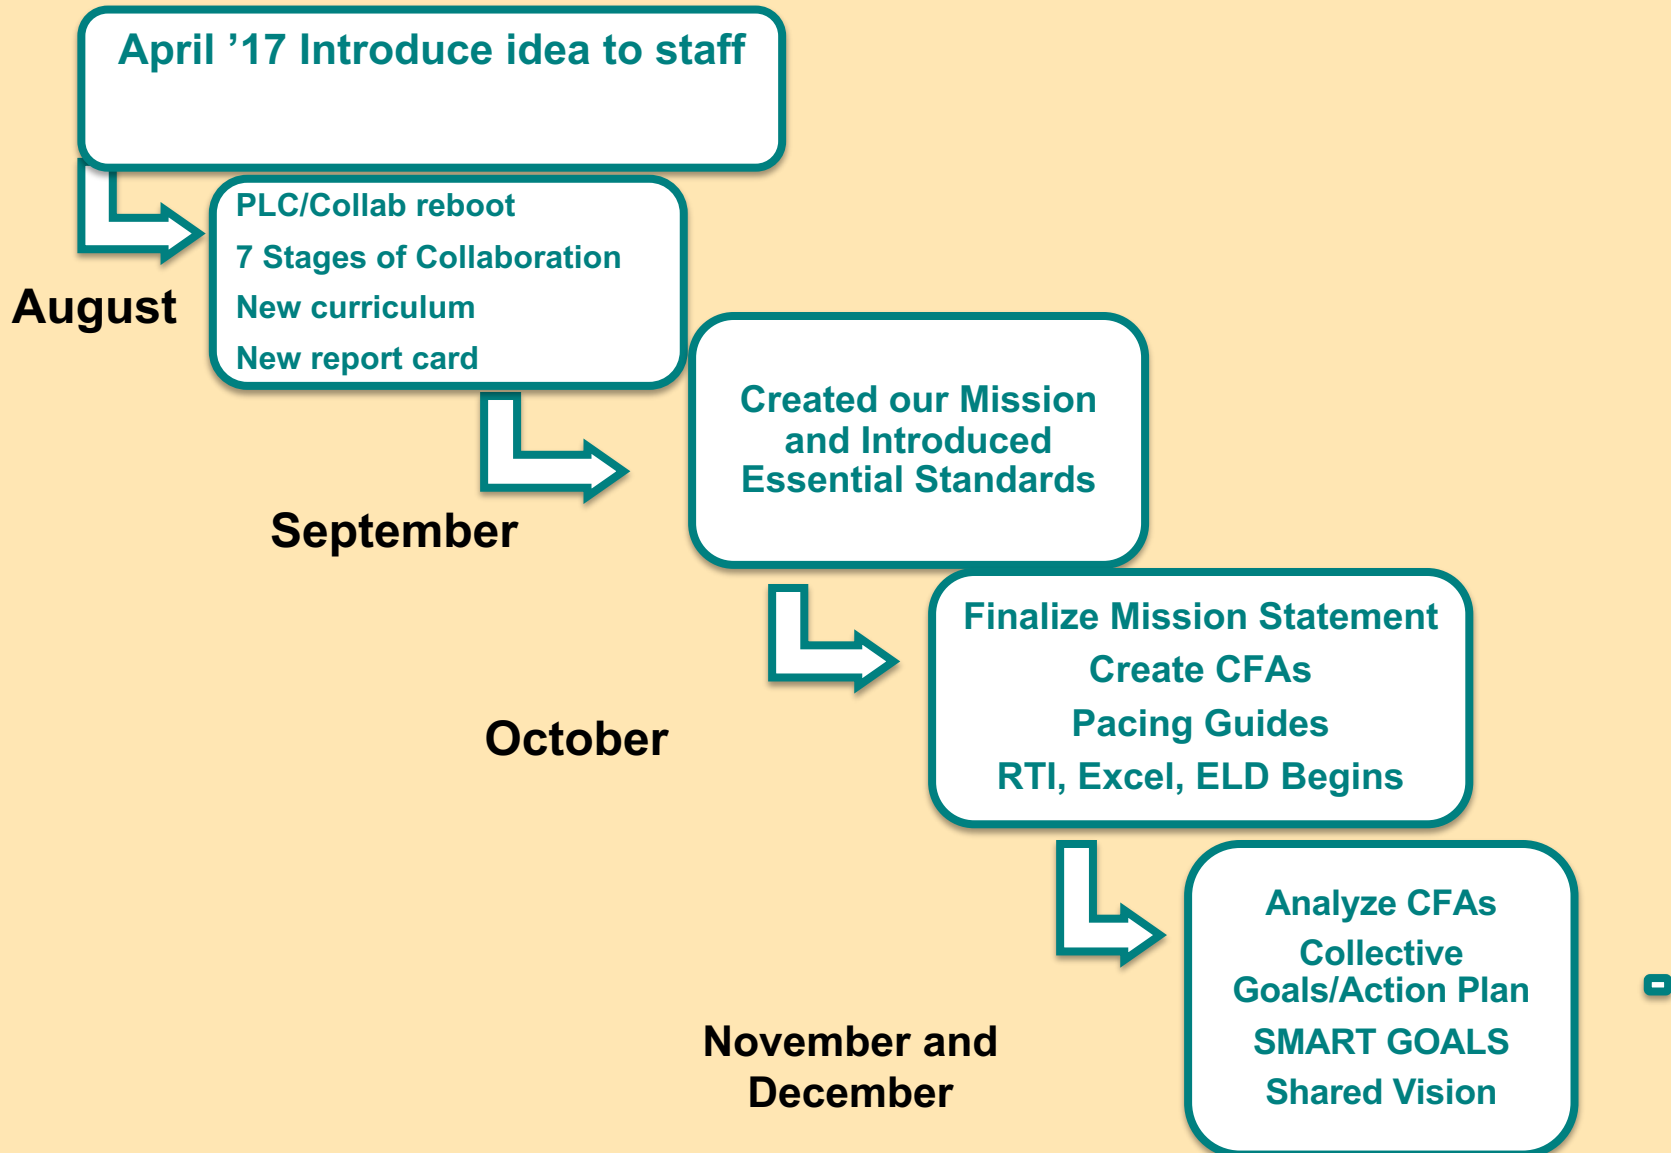 April ’17 Introduce idea to staff
PLC/Collab reboot
7 Stages of Collaboration
New curriculum
New report card
August
Created our Mission
and Introduced
Essential Standards
September
Finalize Mission Statement
Create CFAs
Pacing Guides
RTI, Excel, ELD Begins
October
Analyze CFAs
Collective
Goals/Action Plan
SMART GOALS
Shared Vision
November and
December